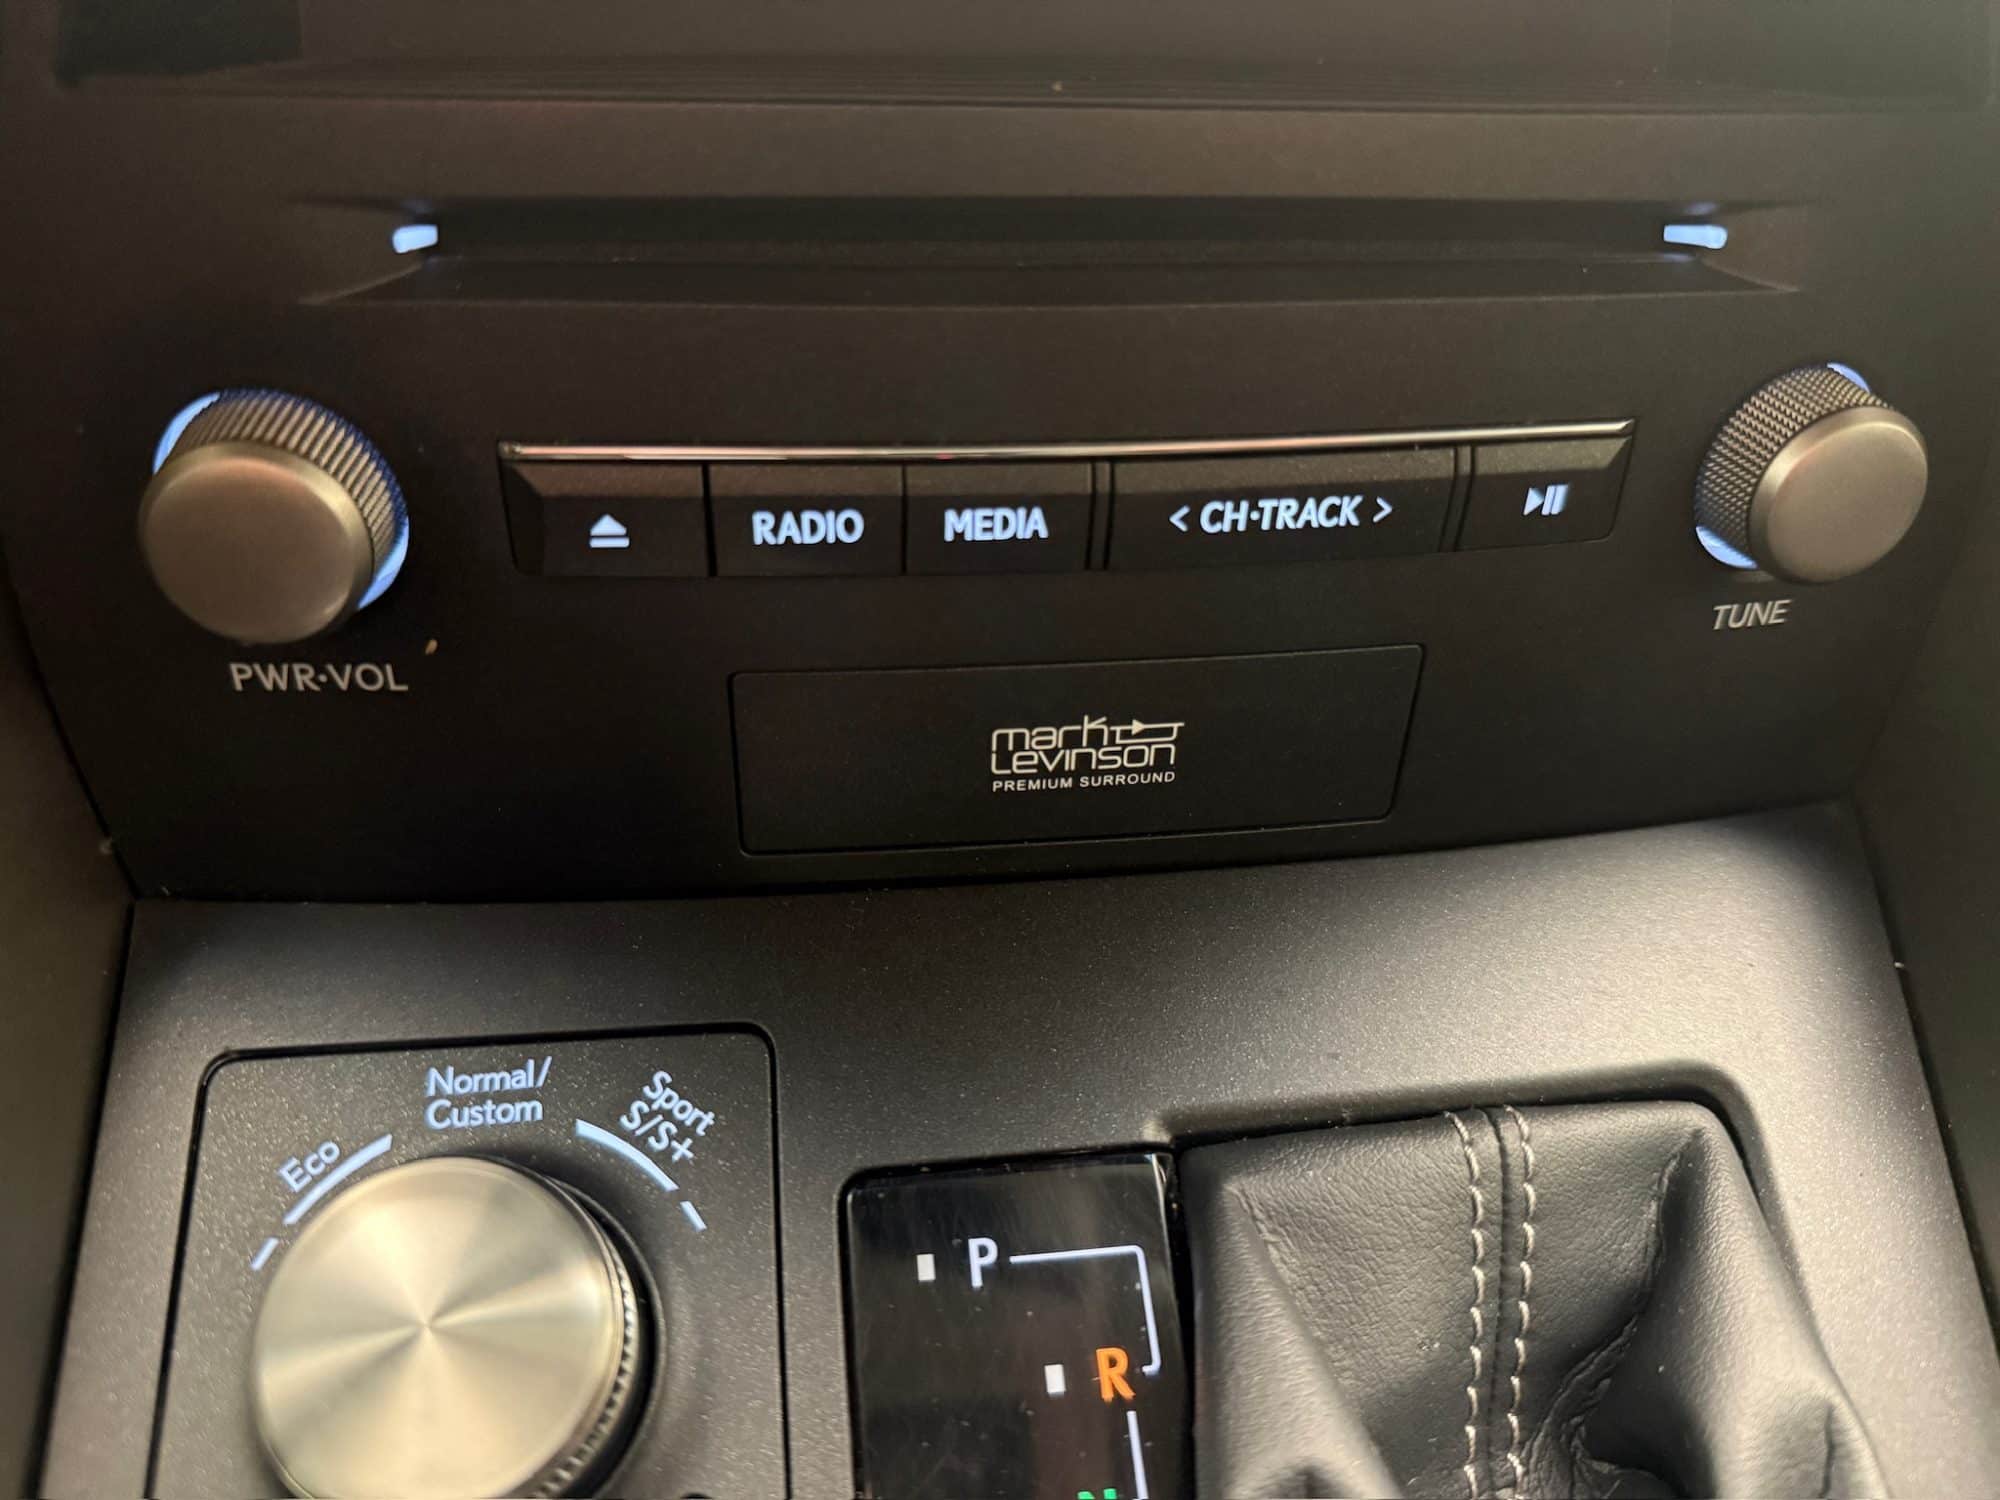 RADIO
MEDIA
< CH·TRACK >
PWR·VOL
TUNE
mark
Levinson
PREMIUM SURROUND
Eco
Normal/
Custom
Sport
S/S+
P
R
N